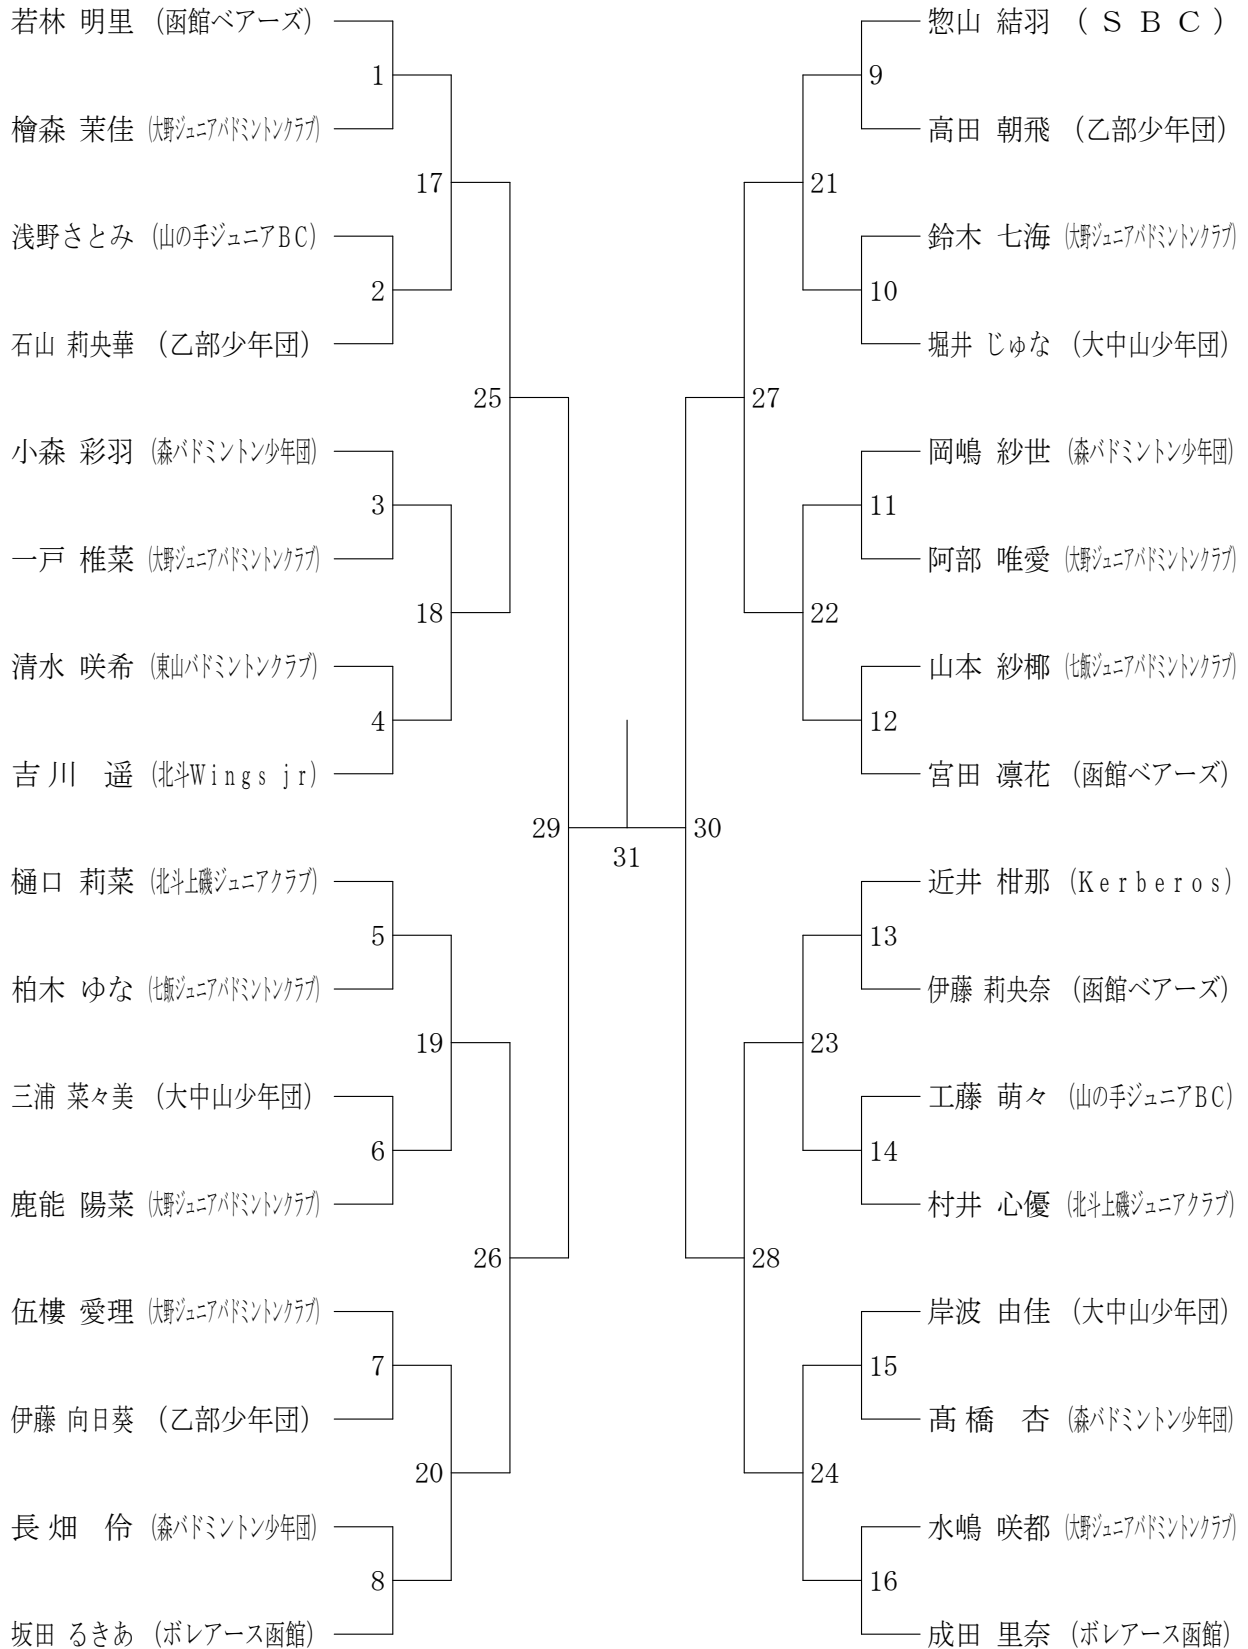 若林 明里 (函館ベアーズ)
1
檜森 茉佳 (大野ジュニアバドミントンクラブ)
17
浅野さとみ (山の手ジュニアBC)
2
石山 莉央華 (乙部少年団)
25
小森 彩羽 (森バドミントン少年団)
3
一戸 椎菜 (大野ジュニアバドミントンクラブ)
18
清水 咲希 (東山バドミントンクラブ)
4
吉川 遥 (北斗Wings jr)
29
樋口 莉菜 (北斗上磯ジュニアクラブ)
5
柏木 ゆな (七飯ジュニアバドミントンクラブ)
19
三浦 菜々美 (大中山少年団)
6
鹿能 陽菜 (大野ジュニアバドミントンクラブ)
26
伍樓 愛理 (大野ジュニアバドミントンクラブ)
7
伊藤 向日葵 (乙部少年団)
20
長畑 伶 (森バドミントン少年団)
8
坂田 るきあ (ボレアース函館)
31
惣山 結羽 (SBC)
9
高田 朝飛 (乙部少年団)
21
鈴木 七海 (大野ジュニアバドミントンクラブ)
10
堀井 じゅな (大中山少年団)
27
岡嶋 紗世 (森バドミントン少年団)
11
阿部 唯愛 (大野ジュニアバドミントンクラブ)
22
山本 紗椰 (七飯ジュニアバドミントンクラブ)
12
宮田 凛花 (函館ベアーズ)
30
近井 柑那 (Kerberos)
13
伊藤 莉央奈 (函館ベアーズ)
23
工藤 萌々 (山の手ジュニアBC)
14
村井 心優 (北斗上磯ジュニアクラブ)
28
岸波 由佳 (大中山少年団)
15
髙橋 杏 (森バドミントン少年団)
24
水嶋 咲都 (大野ジュニアバドミントンクラブ)
16
成田 里奈 (ボレアース函館)